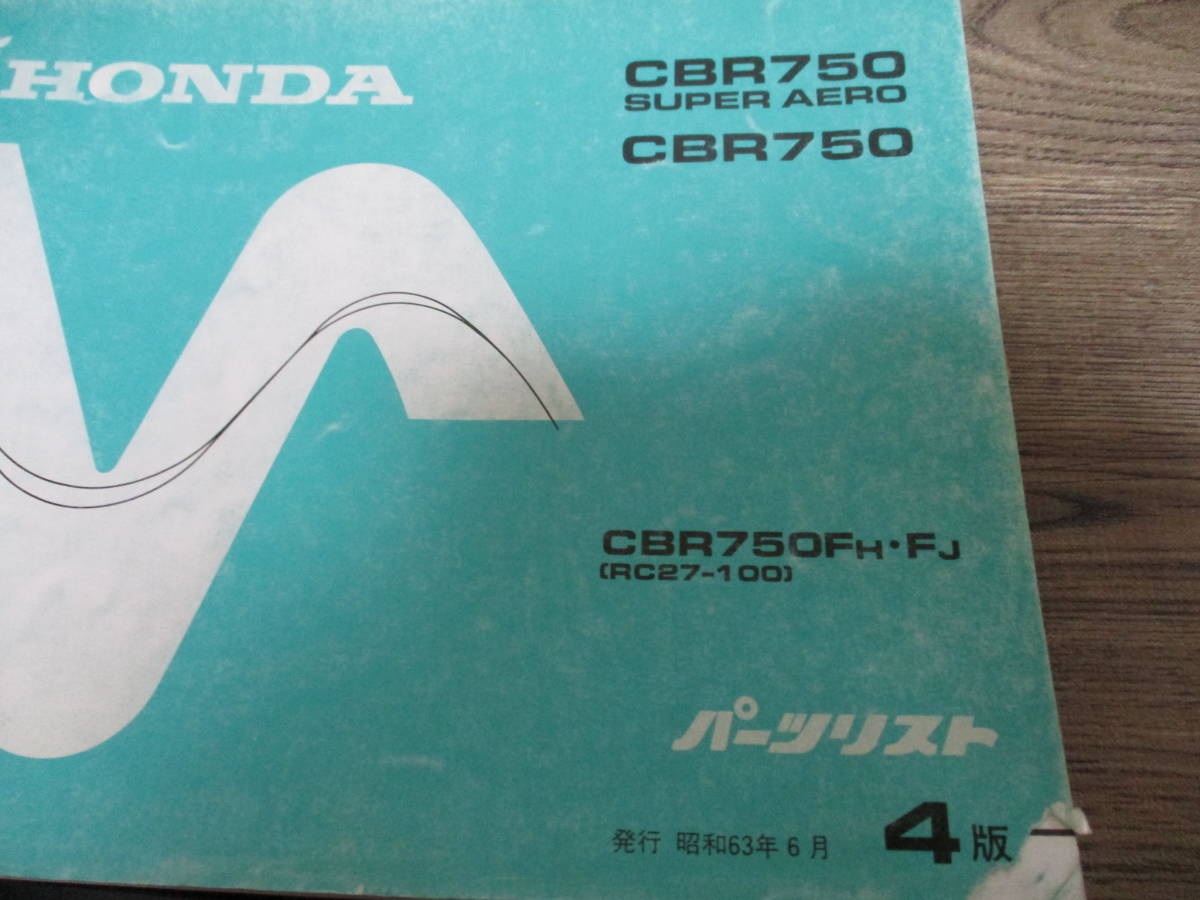 HONDA
CBR750
SUPER AERO
CBR750
CBR750FH・FJ
(RC27-100)
パーツリスト
発行 昭和63年6月 4版